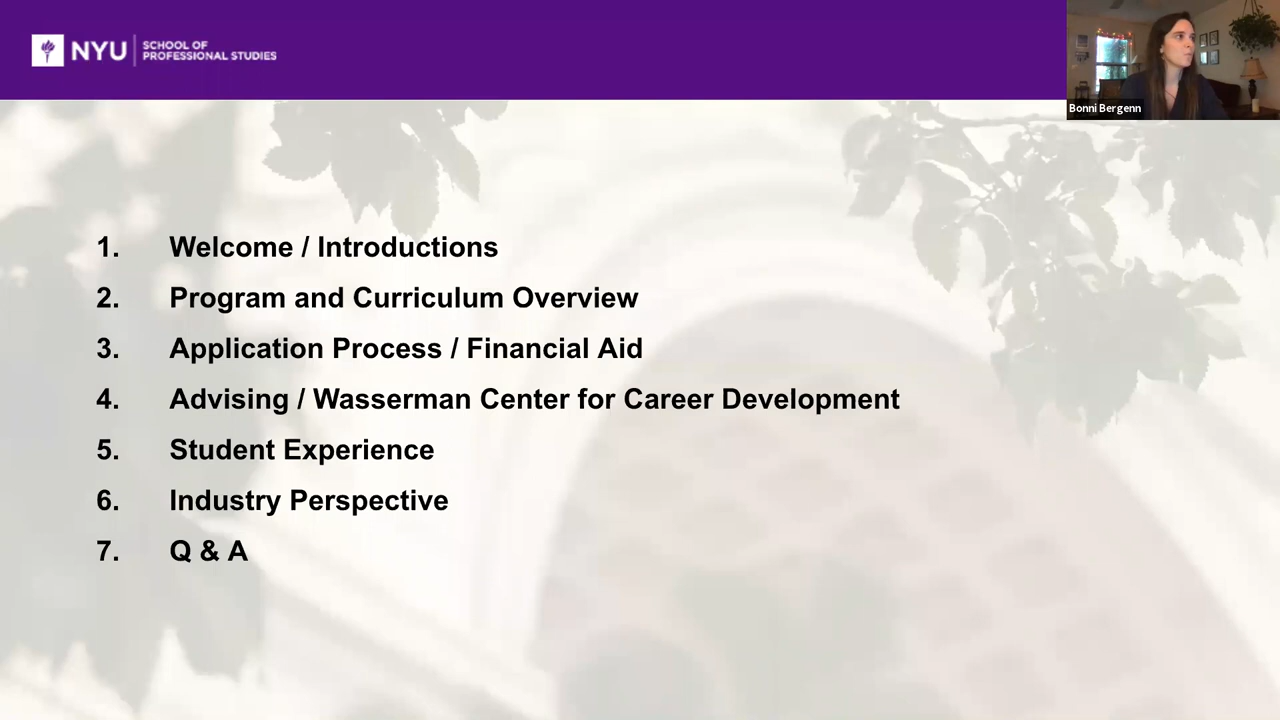 NYU
SCHOOL OF
PROFESSIONAL STUDIES
Bonni Bergenn
1. Welcome / Introductions
2. Program and Curriculum Overview
3. Application Process / Financial Aid
4. Advising / Wasserman Center for Career Development
5. Student Experience
6. Industry Perspective
7. Q & A